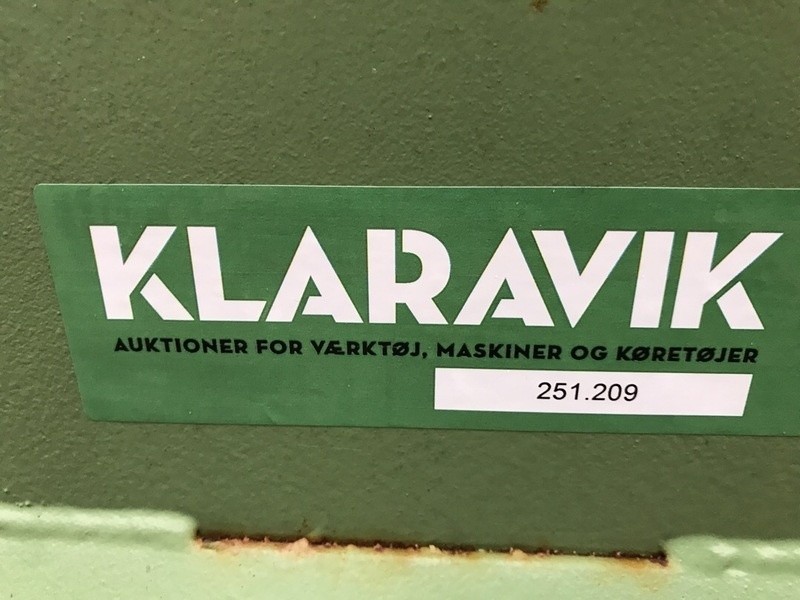 KLARAVIK
AUKTIONER FOR VÆRKTØJ, MASKINER OG KØRETØJER
251.209